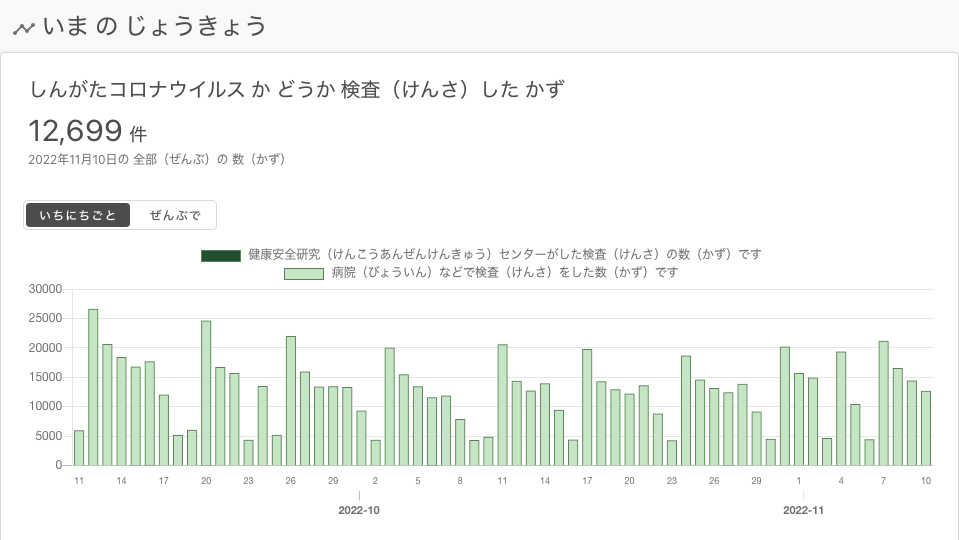 いま の じょうきょう
しんがたコロナウイルス か どうか 検査（けんさ）した かず
12,699 件
2022年11月10日の 全部（ぜんぶ）の 数（かず）
いちにちごと ぜんぶで
健康安全研究（けんこうあんぜんけんきゅう）センターがした検査（けんさ）の数（かず）です
病院（びょういん）などで検査（けんさ）をした数（かず）です
30000
25000
20000
15000
10000
5000
0
11 14 17 20 23 26 29 2 5 8 11 14 17 20 23 26 29 1 4 7 10
2022-10 2022-11